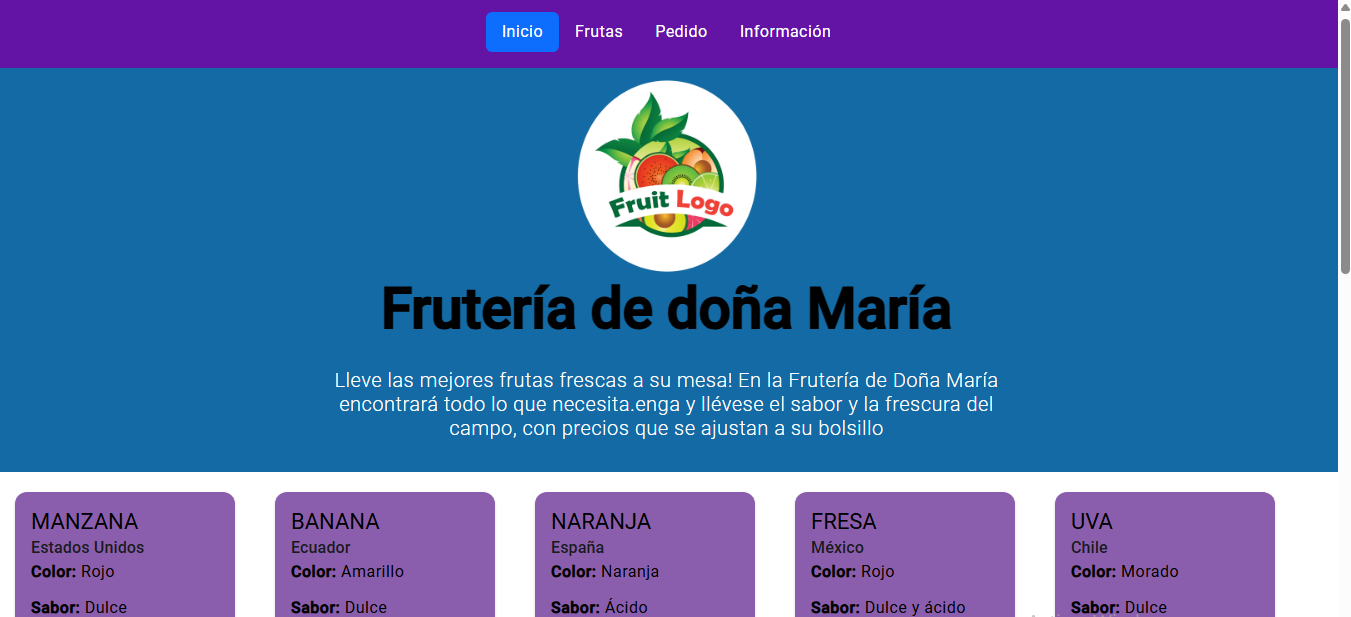 Inicio Frutas Pedido Información
Fruit Logo
Frutería de doña María
Lleve las mejores frutas frescas a su mesa! En la Frutería de Doña María
encontrará todo lo que necesita.enga y llévese el sabor y la frescura del
campo, con precios que se ajustan a su bolsillo
MANZANA
Estados Unidos
Color: Rojo
Sabor: Dulce
BANANA
Ecuador
Color: Amarillo
Sabor: Dulce
NARANJA
España
Color: Naranja
Sabor: Ácido
FRESA
México
Color: Rojo
Sabor: Dulce y ácido
UVA
Chile
Color: Morado
Sabor: Dulce